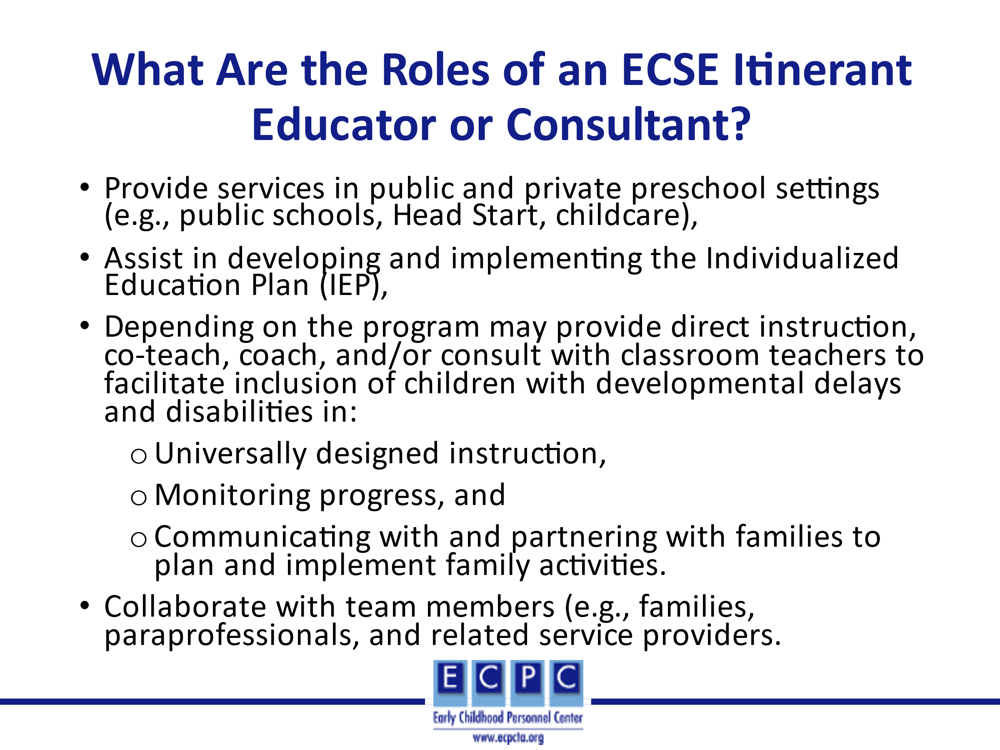 What Are the Roles of an ECSE Itinerant
Educator or Consultant?
• Provide services in public and private preschool settings
(e.g., public schools, Head Start, childcare),
• Assist in developing and implementing the Individualized
Education Plan (IEP),
• Depending on the program may provide direct instruction,
co-teach, coach, and/or consult with classroom teachers to
facilitate inclusion of children with developmental delays
and disabilities in:
o Universally designed instruction,
o Monitoring progress, and
o Communicating with and partnering with families to
plan and implement family activities.
• Collaborate with team members (e.g., families,
paraprofessionals, and related service providers.
E C P C
Early Childhood Personnel Center
www.ecpcta.org